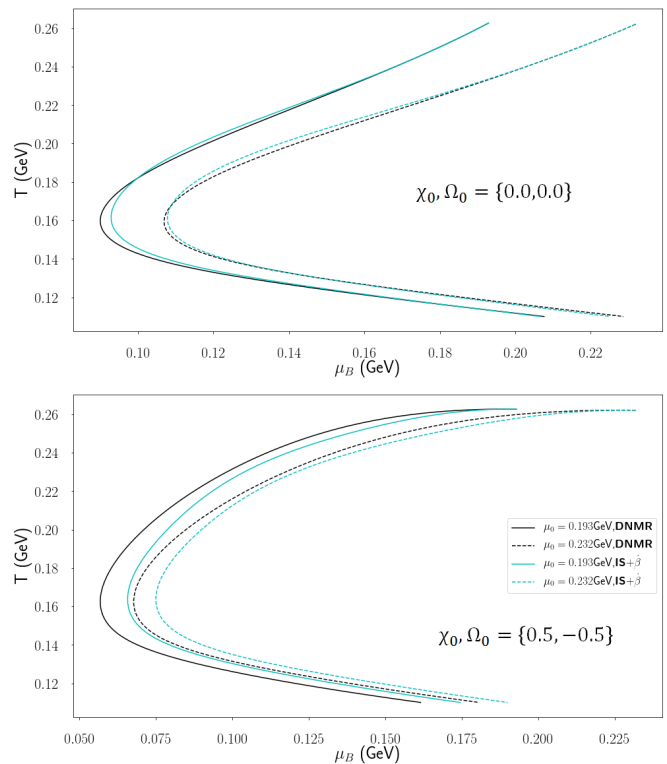 0.26
0.24
0.22
0.20
0.18
0.16
0.14
0.12
T (GeV)
χ₀, Ω₀ = {0.0,0.0}
0.10 0.12 0.14 0.16 0.18 0.20 0.22
μ_B (GeV)
0.26
0.24
0.22
0.20
0.18
0.16
0.14
0.12
T (GeV)
μ₀ = 0.193GeV,DNMR
μ₀ = 0.232GeV,DNMR
μ₀ = 0.193GeV,IS+β̇
μ₀ = 0.232GeV,IS+β̇
χ₀, Ω₀ = {0.5, −0.5}
0.050 0.075 0.100 0.125 0.150 0.175 0.200 0.225
μ_B (GeV)